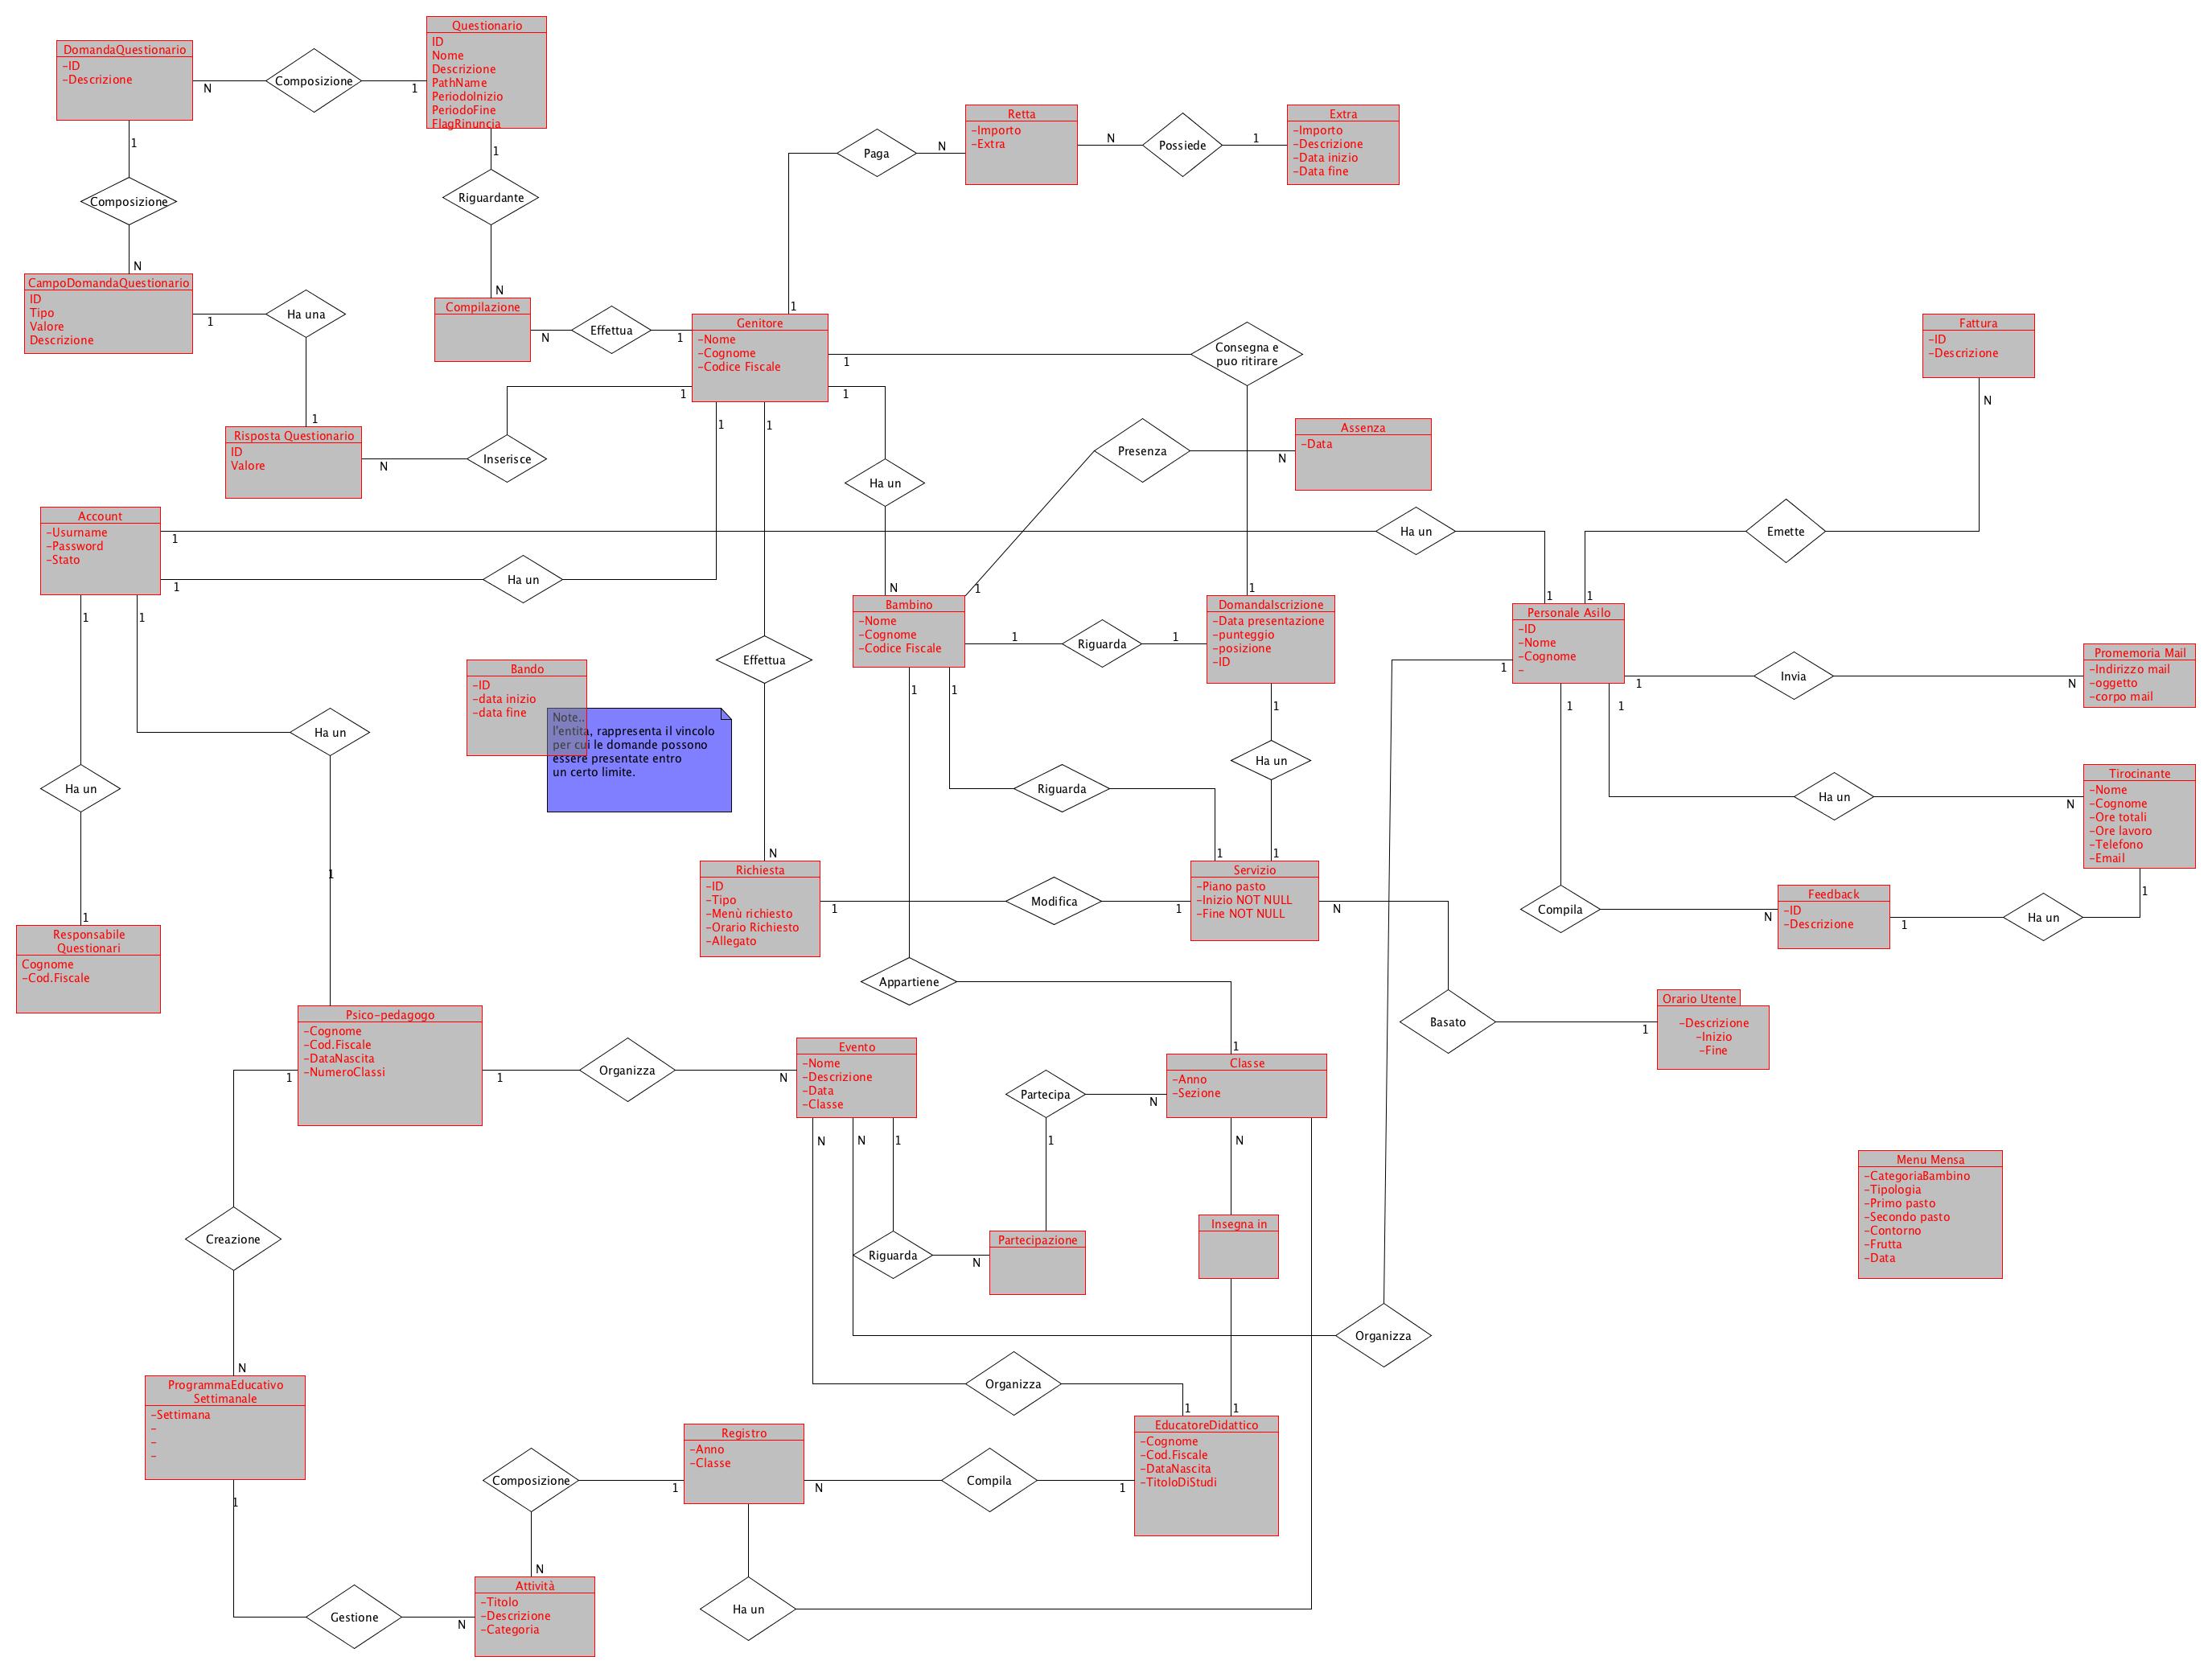 Questionario
ID
Nome
Descrizione
PathName
PeriodoInizio
PeriodoFine
FlagRinuncia
DomandaQuestionario
-ID
-Descrizione
N
Composizione
1
1
Composizione
N
1
Riguardante
N
CampoDomandaQuestionario
ID
Tipo
Valore
Descrizione
1
Ha una
1
Compilazione
N
Effettua
1
Paga
N
1
Retta
-Importo
-Extra
N
Possiede
1
Extra
-Importo
-Descrizione
-Data inizio
-Data fine
Genitore
-Nome
-Cognome
-Codice Fiscale
1
Consegna e
puo ritirare
1
Fattura
-ID
-Descrizione
N
Emette
1
Risposta Questionario
ID
Valore
N
Inserisce
1
1
1
1
Ha un
N
Presenza
1
N
Assenza
-Data
Account
-Usurname
-Password
-Stato
1
Ha un
1
1
Ha un
1
1
Bambino
-Nome
-Cognome
-Codice Fiscale
1
Riguarda
1
DomandaIscrizione
-Data presentazione
-punteggio
-posizione
-ID
Personale Asilo
-ID
-Nome
-Cognome
-
1
1
Invia
N
Promemoria Mail
-Indirizzo mail
-oggetto
-corpo mail
Effettua
N
Bando
-ID
-data inizio
-data fine
Note..
l'entita, rappresenta il vincolo
per cui le domande possono
essere presentate entro
un certo limite.
Ha un
1
Ha un
1
1
1
Riguarda
1
1
Ha un
1
1
1
Ha un
N
Tirocinante
-Nome
-Cognome
-Ore totali
-Ore lavoro
-Telefono
-Email
Richiesta
-ID
-Tipo
-Menù richiesto
-Orario Richiesto
-Allegato
1
Modifica
1
Servizio
-Piano pasto
-Inizio NOT NULL
-Fine NOT NULL
N
Compila
N
Feedback
-ID
-Descrizione
1
Ha un
1
Responsabile
Questionari
Cognome
-Cod.Fiscale
Appartiene
1
Basato
1
Orario Utente
-Descrizione
-Inizio
-Fine
Psico-pedagogo
-Cognome
-Cod.Fiscale
-DataNascita
-NumeroClassi
1
1
Organizza
N
Evento
-Nome
-Descrizione
-Data
-Classe
N
N
1
Partecipa
N
1
Classe
-Anno
-Sezione
N
Menu Mensa
-CategoriaBambino
-Tipologia
-Primo pasto
-Secondo pasto
-Contorno
-Frutta
-Data
Creazione
N
Riguarda
N
Partecipazione
Insegna in
Organizza
Organizza
1
1
ProgrammaEducativo
Settimanale
-Settimana
-
-
-
1
Composizione
1
N
Registro
-Anno
-Classe
N
Compila
1
EducatoreDidattico
-Cognome
-Cod.Fiscale
-DataNascita
-TitoloDiStudi
Gestione
N
Attività
-Titolo
-Descrizione
-Categoria
Ha un